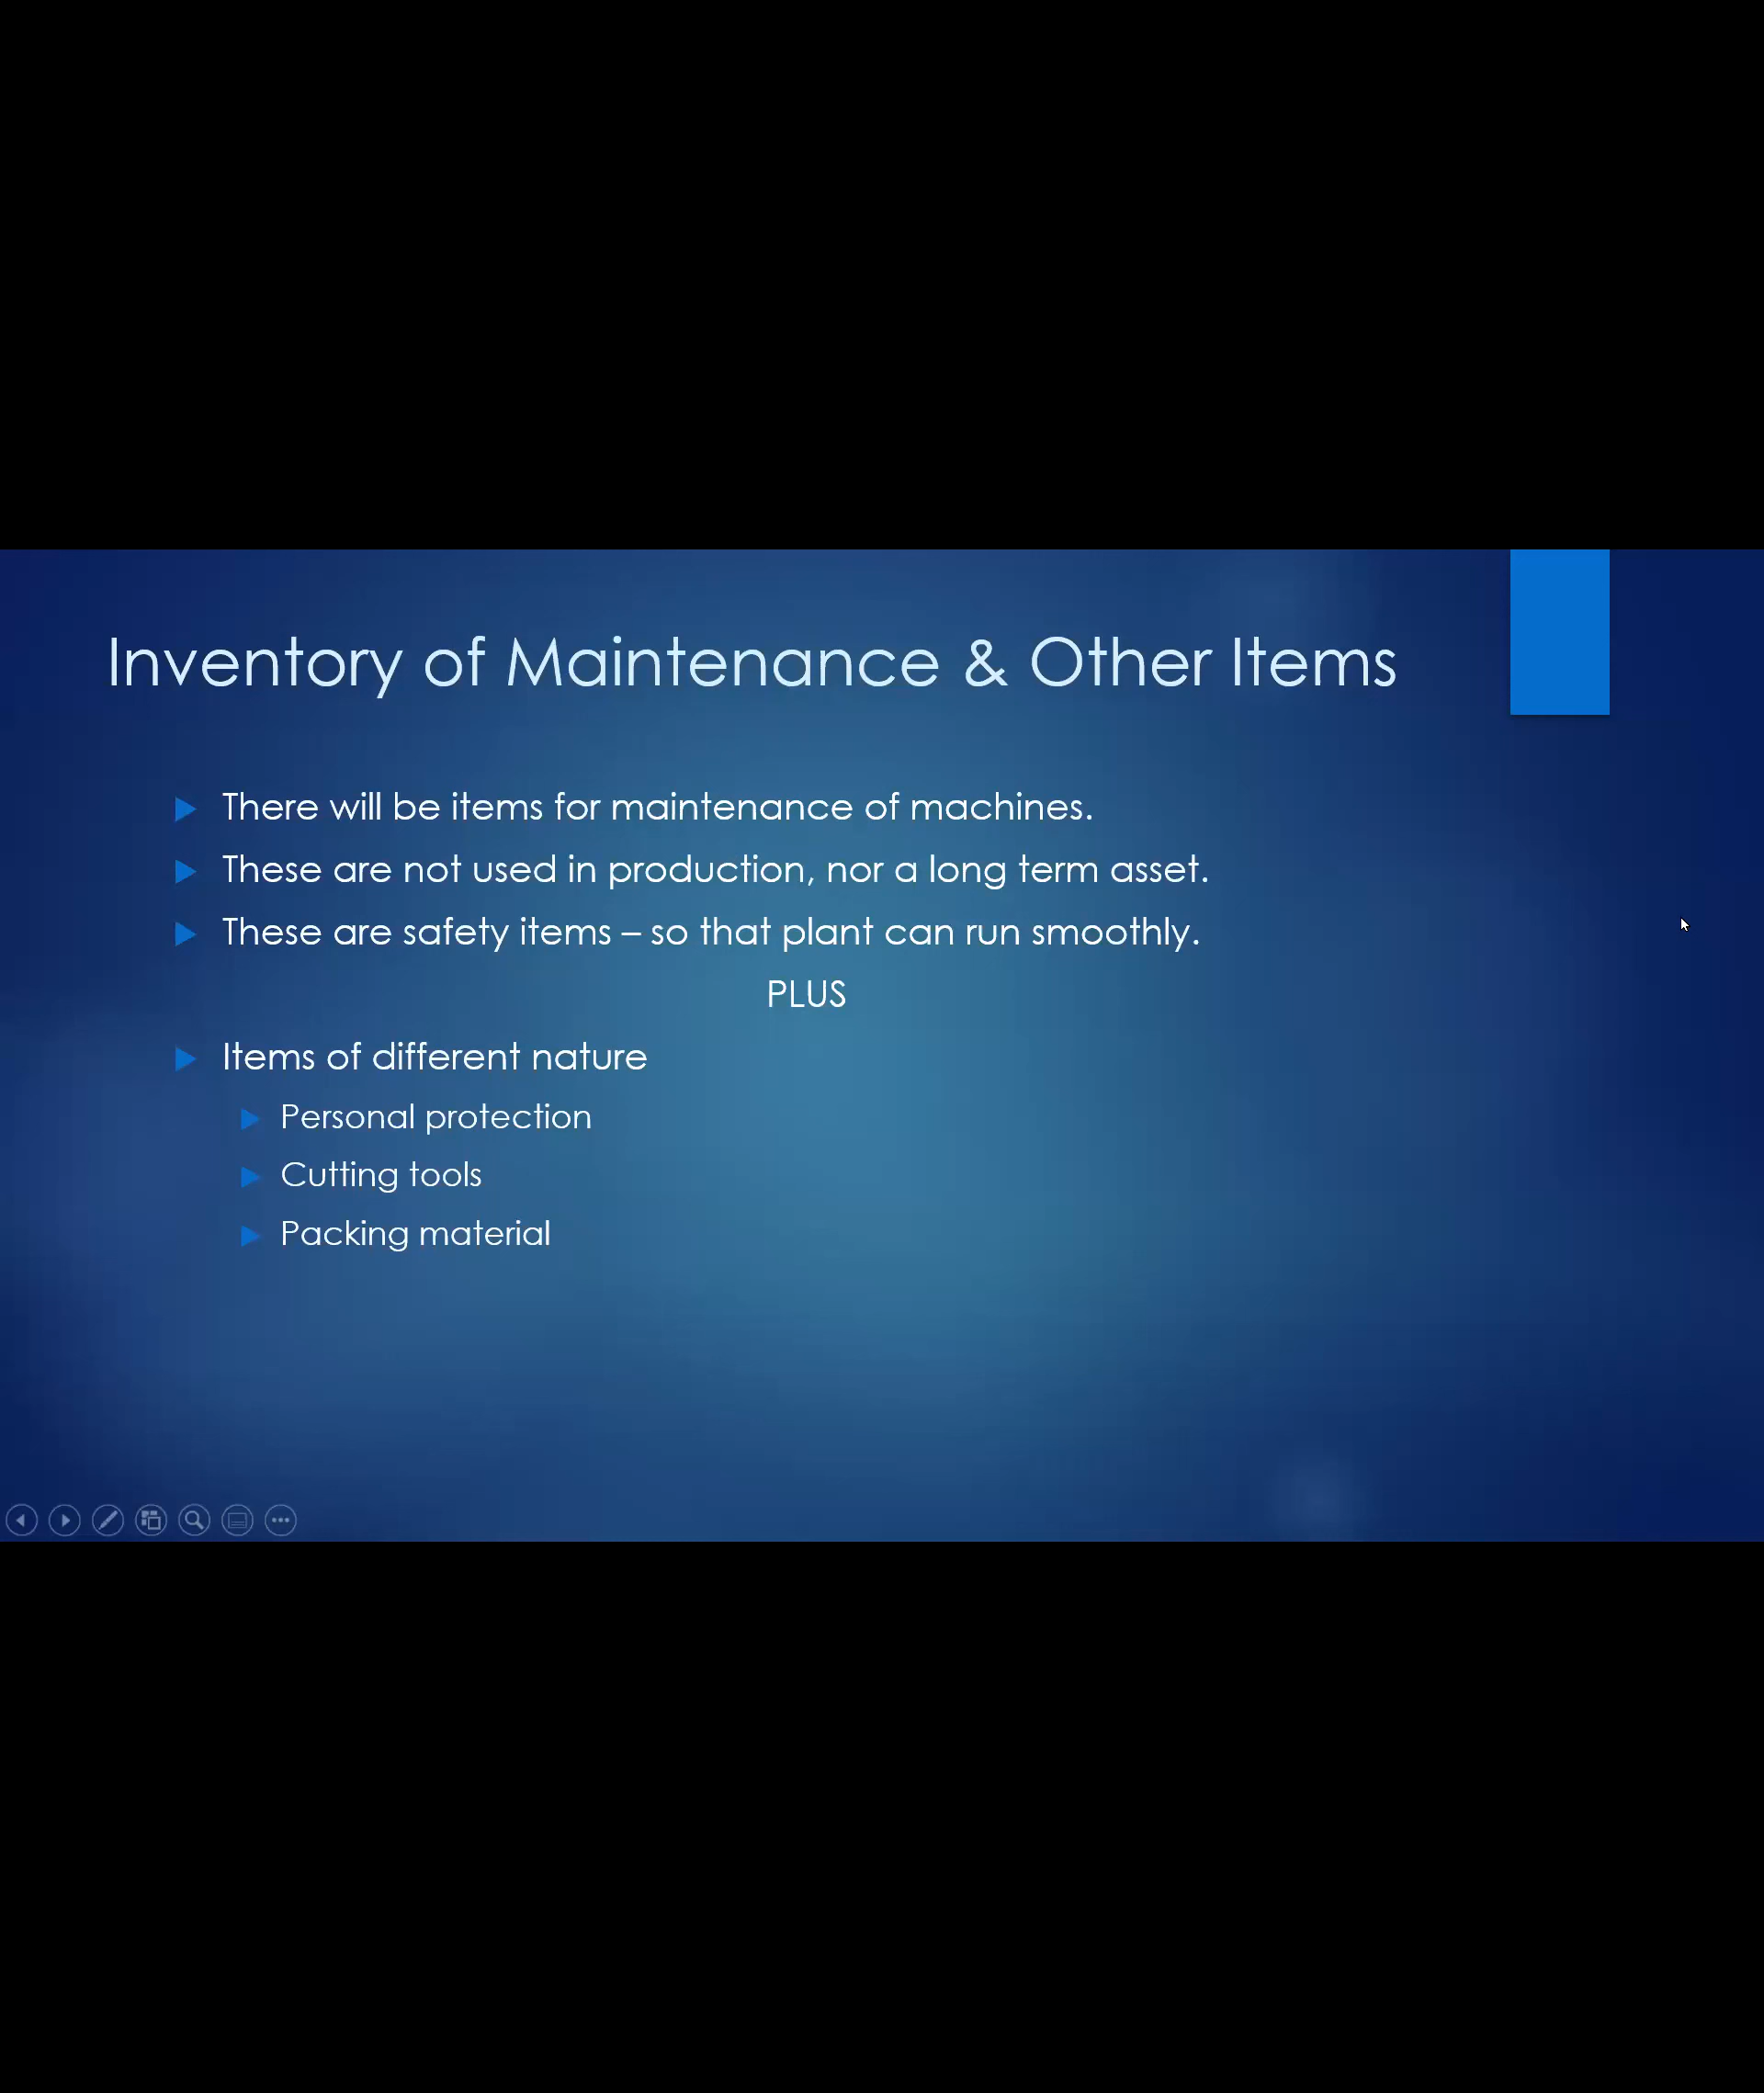 Inventory of Maintenance & Other Items
There will be items for maintenance of machines.
These are not used in production, nor a long term asset.
These are safety items – so that plant can run smoothly.
PLUS
Items of different nature
Personal protection
Cutting tools
Packing material